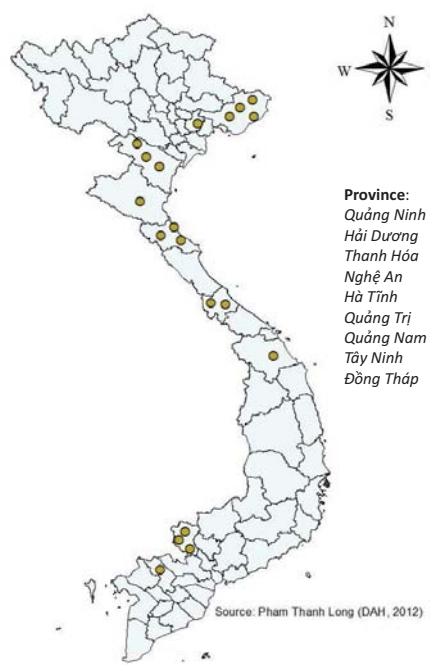 N
W
E
S
Province:
Quảng Ninh
Hải Dương
Thanh Hóa
Nghệ An
Hà Tĩnh
Quảng Trị
Quảng Nam
Tây Ninh
Đồng Tháp
Source: Pham Thanh Long (DAH, 2012)